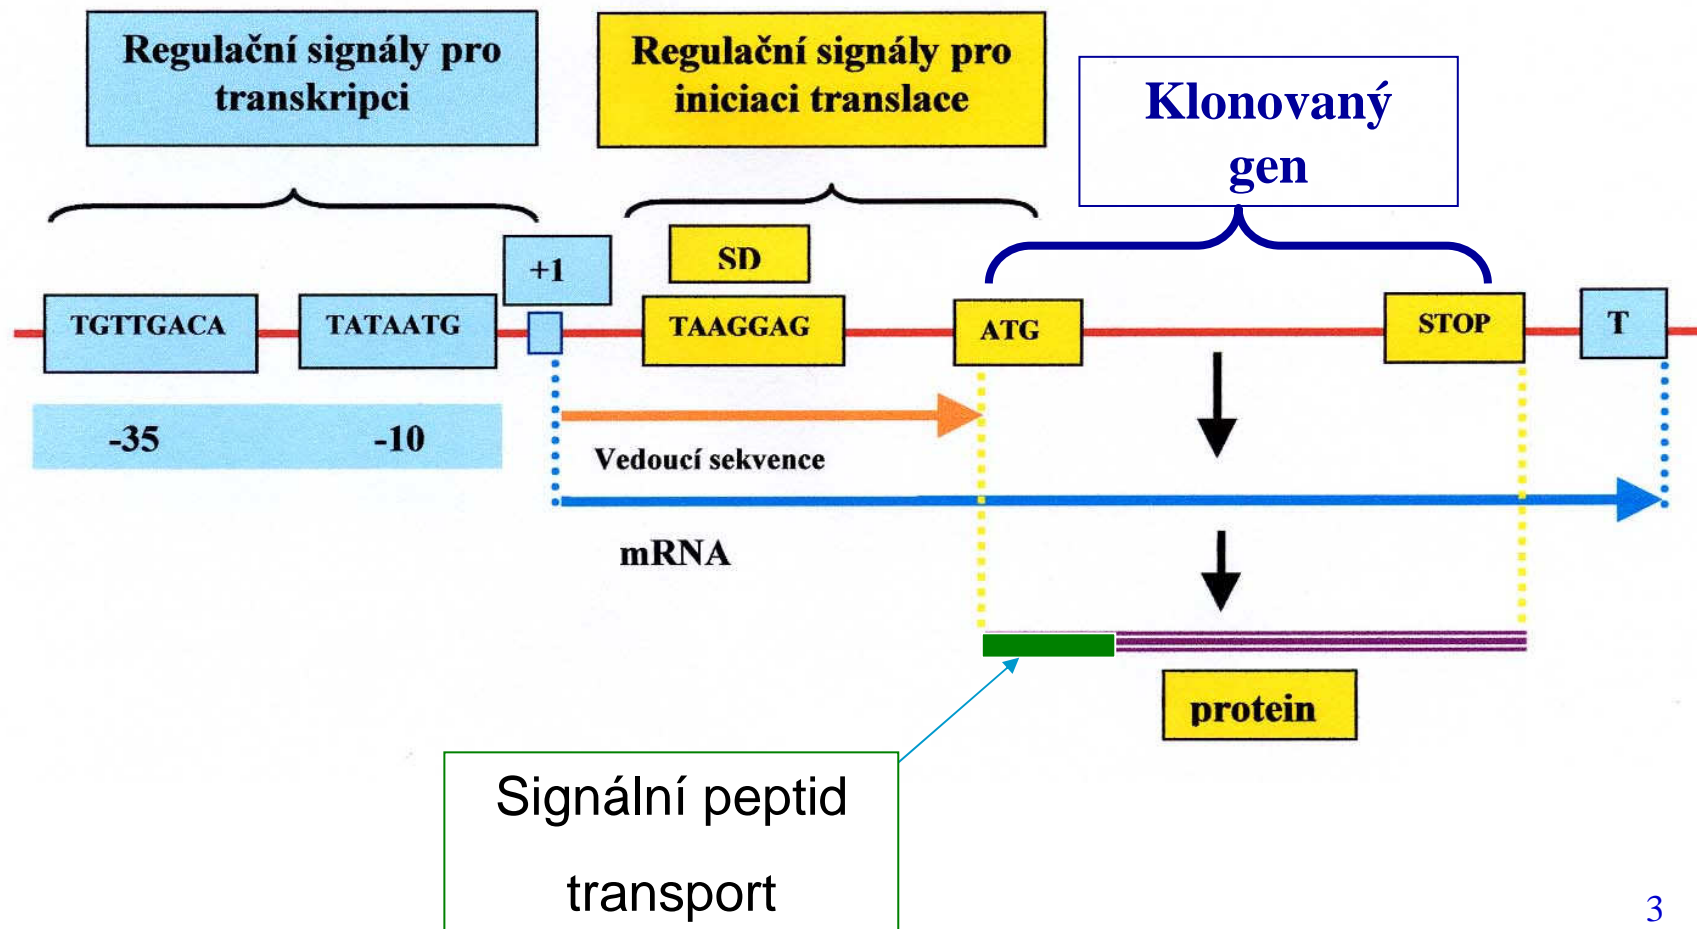 Regulační signály pro
transkripci
Regulační signály pro
iniciaci translace
Klonovaný
gen
+1
SD
TGTTGACA
TATAATG
TAAGGAG
ATG
STOP
T
-35
-10
Vedoucí sekvence
mRNA
protein
Signální peptid
transport
3